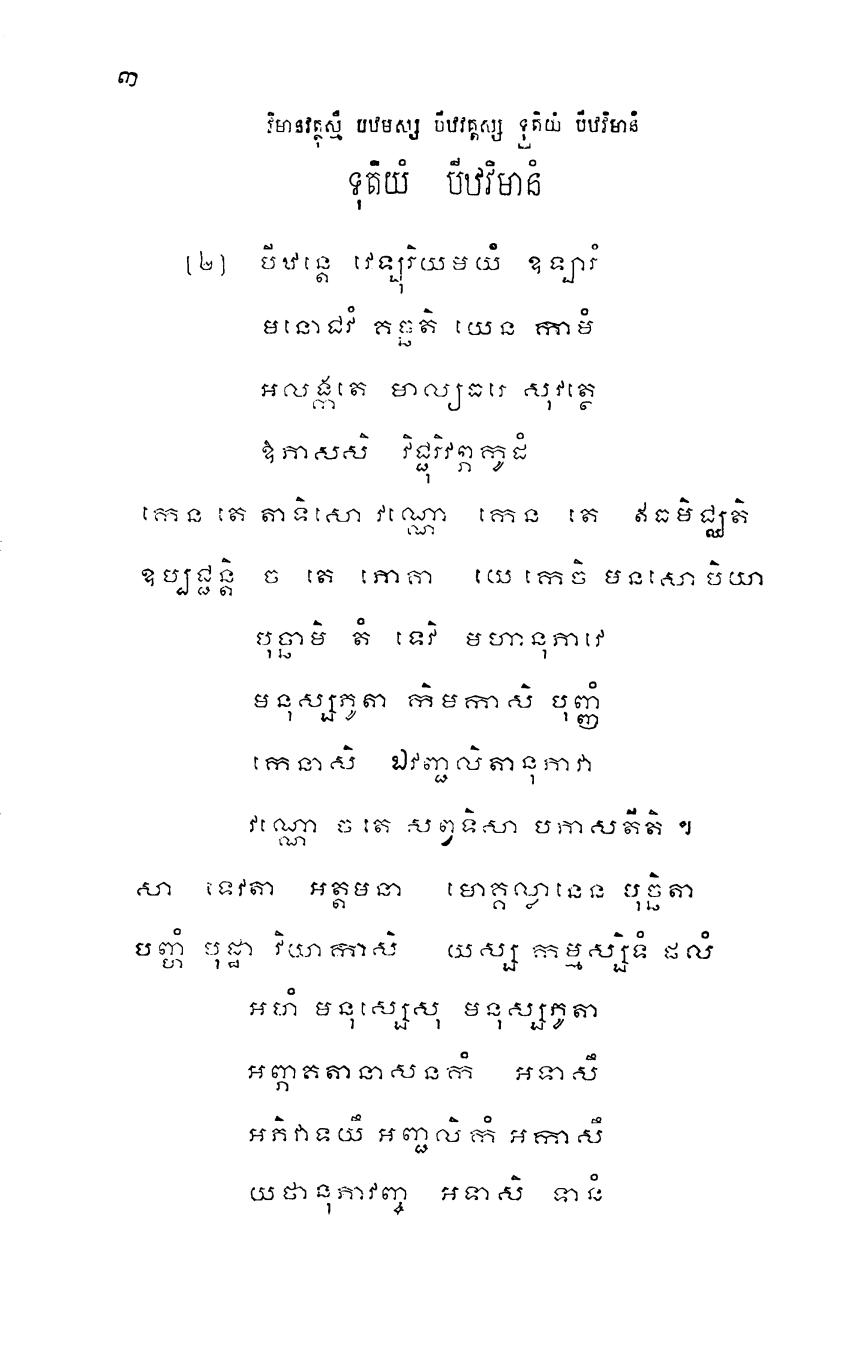 ៣
វិមានវត្ថុស្មឹ បឋមស្ស បីឋវគ្គស្ស ទុតិយំ បីឋវិមានំ
ទុតិយំ បីឋវិមានំ
(២) បីឋន្តេ វេឡុរិយមយំ ឧឡារំ
មនោជវំ គច្ឆតិ យេន កាមំ
អលង្កតេ មាល្យធរេ សុវត្ថេ
ឱភាសសិ វិជ្ជុរិវព្ភកូដំ
កេន តេ តាទិសោ វណ្ណោ កេន តេ ឥធមិជ្ឈតិ
ឧប្បជ្ជន្តិ ច តេ ភោគា យេ កេចិ មនសោ បិយា
បុច្ឆាមិ តំ ទេវិ មហានុភាវេ
មនុស្សភូតា កិមកាសិ បុញ្ញំ
កេនាសិ ឯវញ្ជលិតានុភាវា
វណ្ណោ ច តេ សព្វទិសា បភាសតីតិ ។
សា ទេវតា អត្តមនា មោគ្គល្លានេន បុច្ឆិតា
បញ្ហំ បុដ្ឋា វិយាកាសិ យស្ស កម្មស្សិទំ ផលំ
អហំ មនុស្សេសុ មនុស្សភូតា
អព្ភាគតានាសនកំ អទាសឹ
អភិវាទយឹ អញ្ជលិកំ អកាសឹ
យថានុភាវញ្ច អទាសិ ទានំ